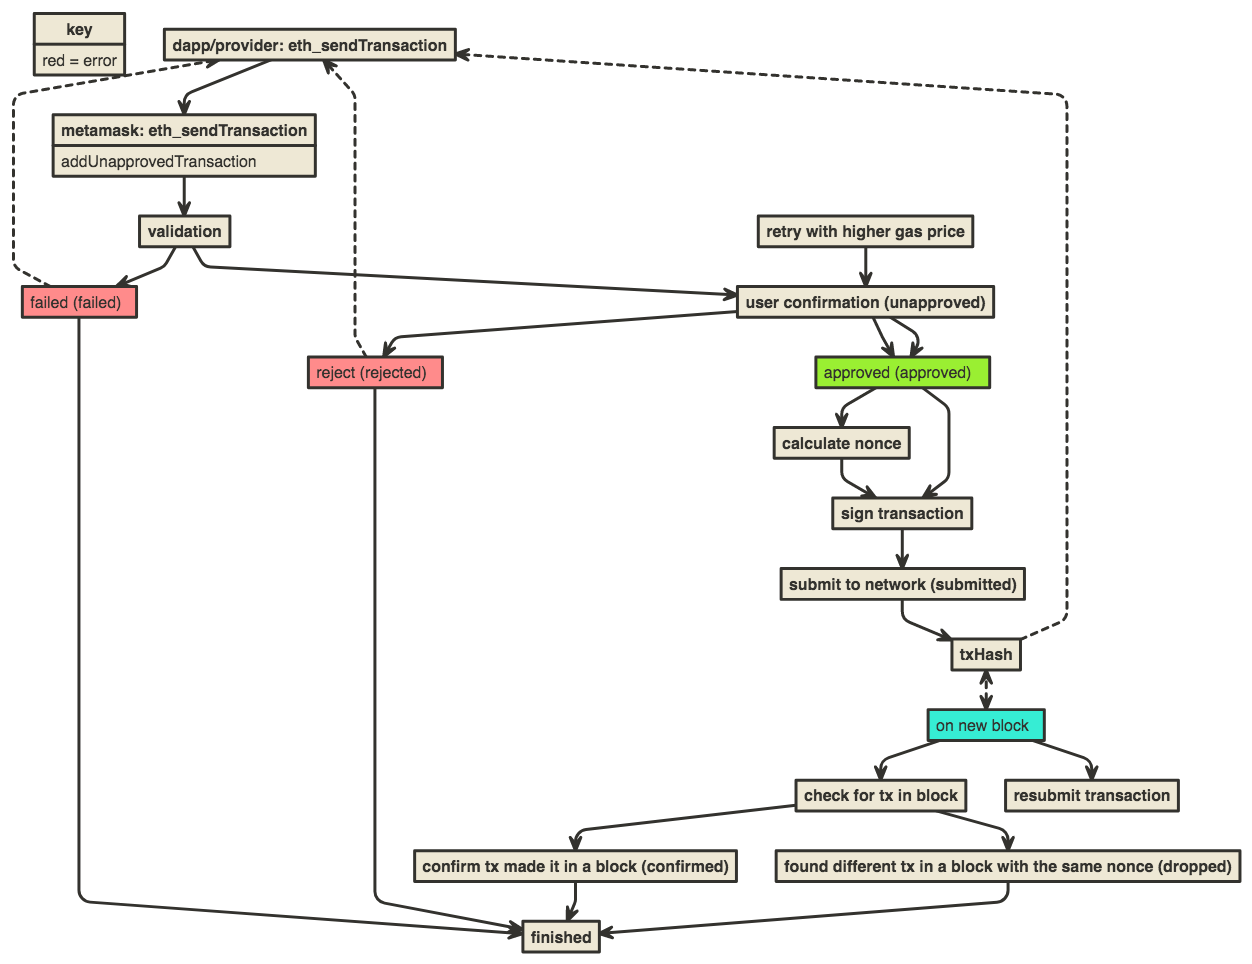 key
red = error
dapp/provider: eth_sendTransaction
metamask: eth_sendTransaction
addUnapprovedTransaction
validation
retry with higher gas price
failed (failed)
user confirmation (unapproved)
reject (rejected)
approved (approved)
calculate nonce
sign transaction
submit to network (submitted)
txHash
on new block
check for tx in block
resubmit transaction
confirm tx made it in a block (confirmed)
found different tx in a block with the same nonce (dropped)
finished